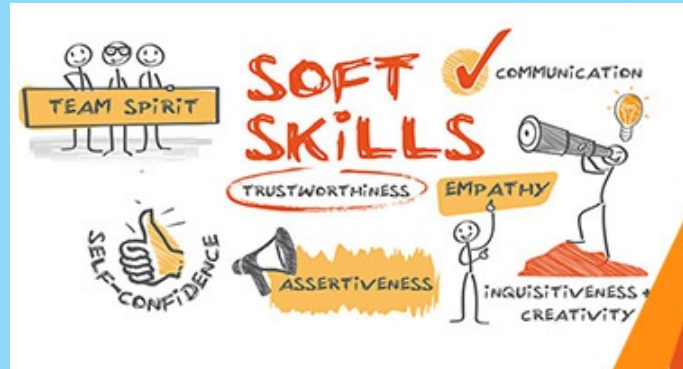 TEAM SPiRiT
SOFT
SKiLLS
COMMUNiCATiON
TRUSTWORTHiNESS
EMPATHY
SELF-CONFiDENCE
ASSERTiVENESS
iNQUiSiTiVENESS +
CREATiViTY